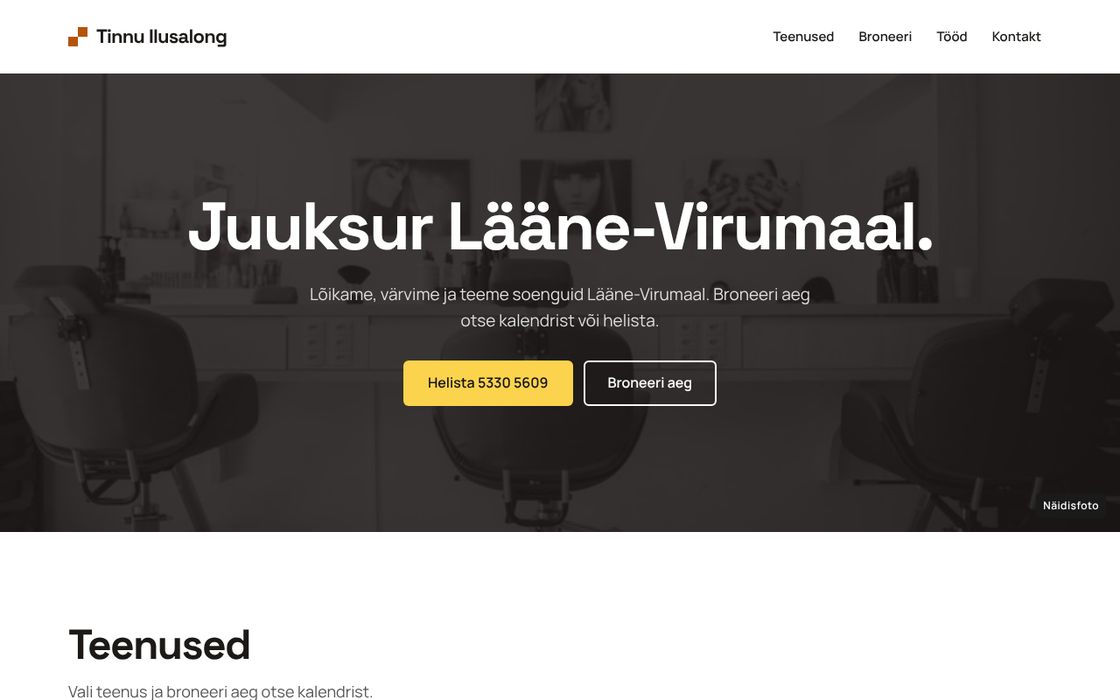 Tinnu Ilusalong
Teenused
Broneeri
Tööd
Kontakt
Juuksur Lääne-Virumaal.
Lõikame, värvime ja teeme soenguid Lääne-Virumaal. Broneeri aeg
otse kalendrist või helista.
Helista 5330 5609
Broneeri aeg
Näidisfoto
Teenused
Vali teenus ja broneeri aeg otse kalendrist.